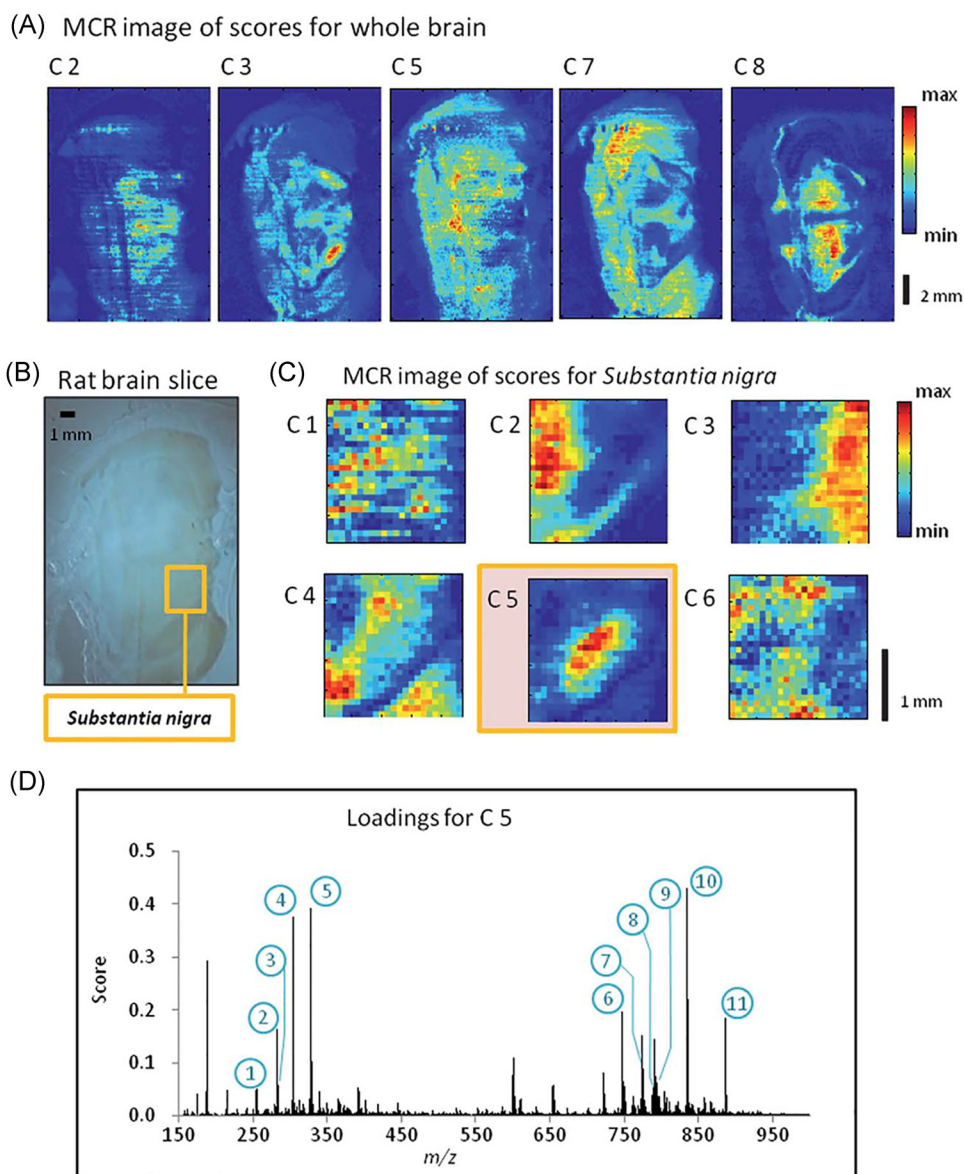 (A) MCR image of scores for whole brain
C 2 C 3 C 5 C 7 C 8
max
min
2 mm
(B) Rat brain slice
1 mm
Substantia nigra
(C) MCR image of scores for Substantia nigra
C 1 C 2 C 3
max
min
C 4 C 5 C 6
1 mm
(D)
Loadings for C 5
Score
0.5
0.4
0.3
0.2
0.1
0.0
1 2 3 4 5 6 7 8 9 10 11
150 250 350 450 550 650 750 850 950
m/z